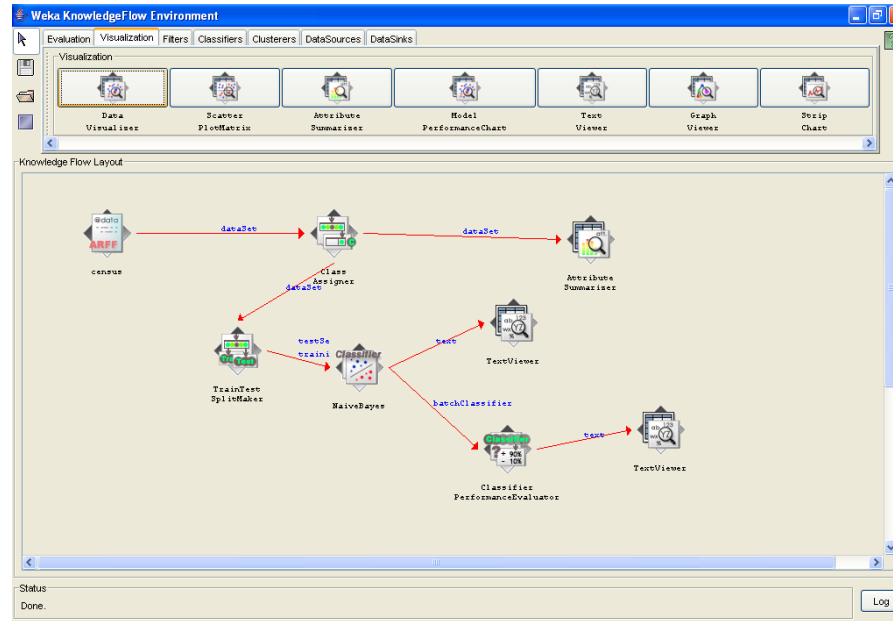 Weka KnowledgeFlow Environment
Evaluation Visualization Filters Classifiers Clusterers DataSources DataSinks
Visualization
Data Visualizer
Scatter PlotMatrix
Attribute Summarizer
Model PerformanceChart
Text Viewer
Graph Viewer
Strip Chart
Knowledge Flow Layout
@data
ARFF
census
dataSet
Class Assigner
dataSet
Attribute Summarizer
dataSet
TrainTest SplitMaker
testSe
traini
Classifier
NaiveBayes
text
TextViewer
batchClassifier
Classifier
+ 90%
- 10%
Classifier PerformanceEvaluator
text
TextViewer
Status
Done.
Log